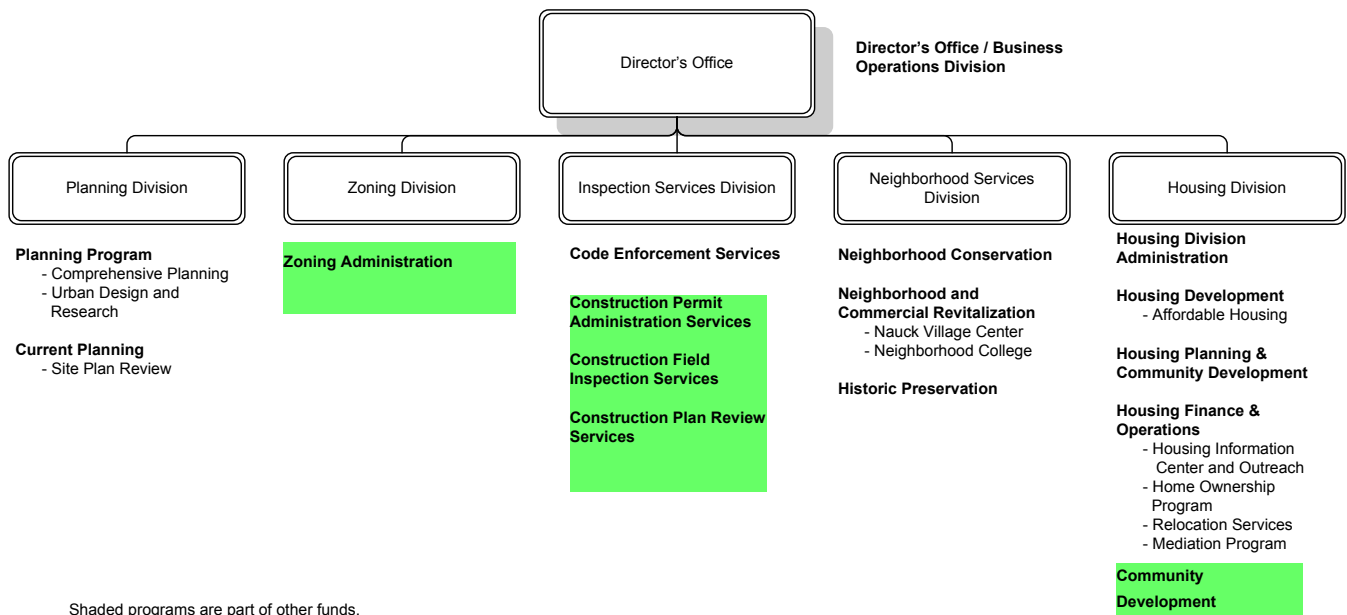 Director's Office
Director's Office / Business
Operations Division
Planning Division
Zoning Division
Inspection Services Division
Neighborhood Services
Division
Housing Division
Planning Program
- Comprehensive Planning
- Urban Design and
Research
Current Planning
- Site Plan Review
Zoning Administration
Code Enforcement Services
Construction Permit
Administration Services
Construction Field
Inspection Services
Construction Plan Review
Services
Neighborhood Conservation
Neighborhood and
Commercial Revitalization
- Nauck Village Center
- Neighborhood College
Historic Preservation
Housing Division
Administration
Housing Development
- Affordable Housing
Housing Planning &
Community Development
Housing Finance &
Operations
- Housing Information
Center and Outreach
- Home Ownership
Program
- Relocation Services
- Mediation Program
Community
Development
Shaded programs are part of other funds.